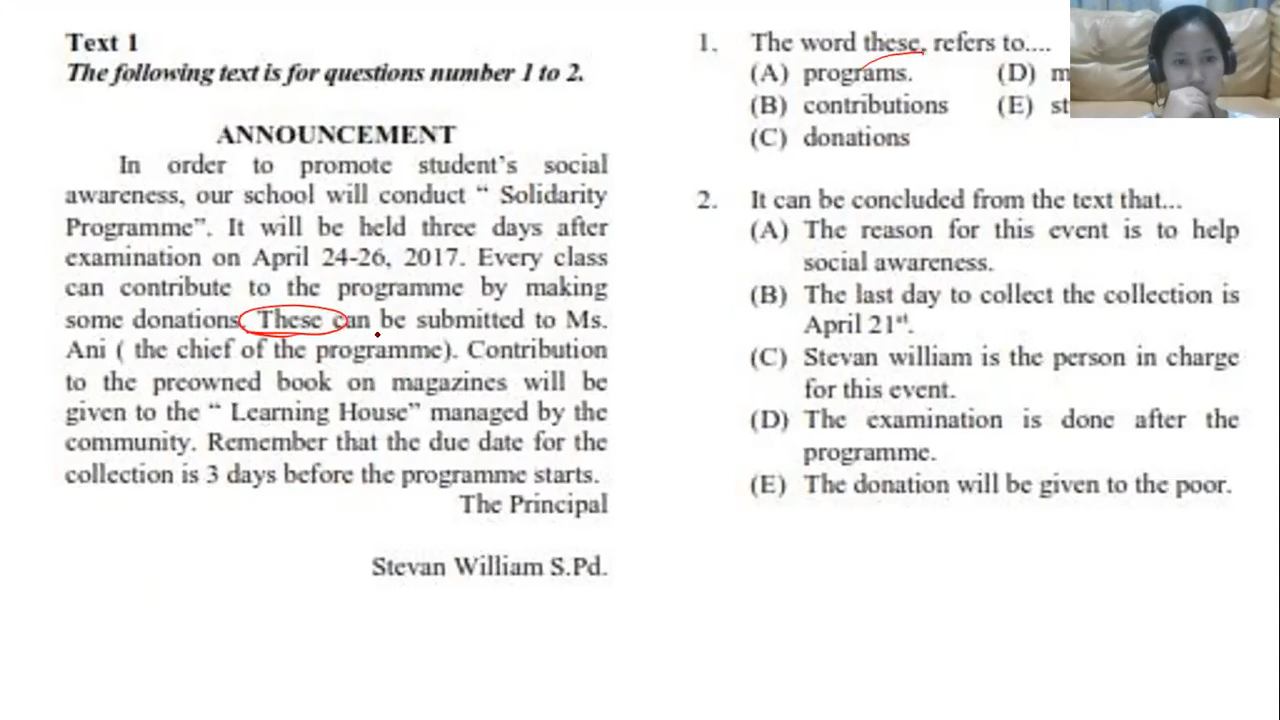 Text 1
The following text is for questions number 1 to 2.
ANNOUNCEMENT
In order to promote student's social
awareness, our school will conduct “ Solidarity
Programme”. It will be held three days after
examination on April 24-26, 2017. Every class
can contribute to the programme by making
some donations. These can be submitted to Ms.
Ani ( the chief of the programme). Contribution
to the preowned book on magazines will be
given to the “ Learning House” managed by the
community. Remember that the due date for the
collection is 3 days before the programme starts.
The Principal
Stevan William S.Pd.
1. The word these, refers to....
(A) programs. (D)
(B) contributions (E)
(C) donations
2. It can be concluded from the text that...
(A) The reason for this event is to help
social awareness.
(B) The last day to collect the collection is
April 21st.
(C) Stevan william is the person in charge
for this event.
(D) The examination is done after the
programme.
(E) The donation will be given to the poor.